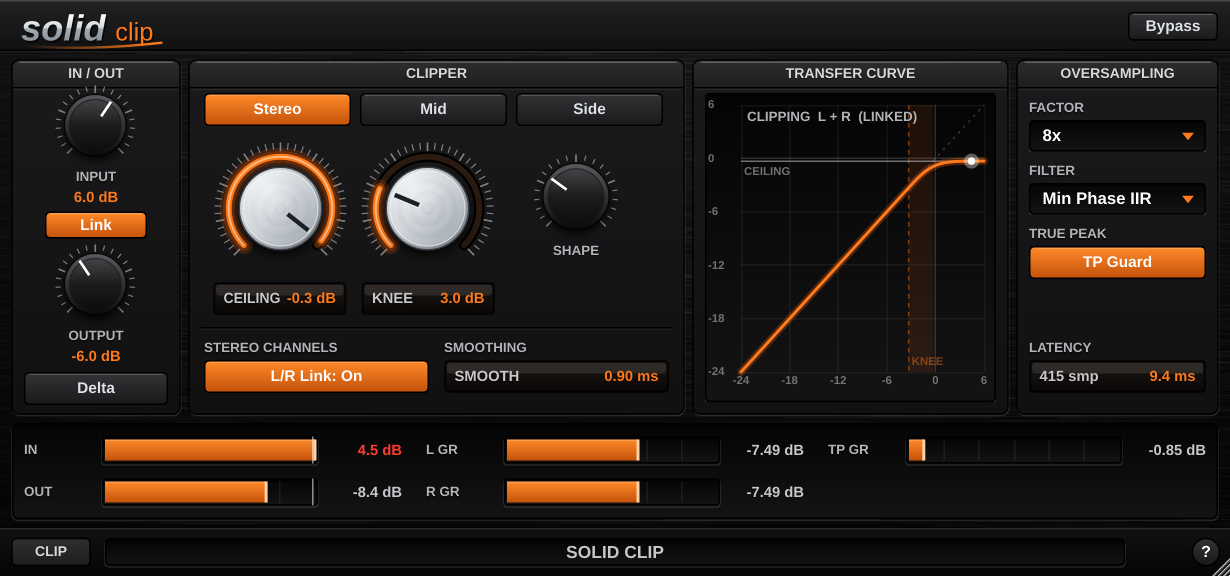 solid clip
Bypass
IN / OUT
INPUT
6.0 dB
Link
OUTPUT
-6.0 dB
Delta
CLIPPER
Stereo
Mid
Side
SHAPE
CEILING -0.3 dB
KNEE 3.0 dB
STEREO CHANNELS
L/R Link: On
SMOOTHING
SMOOTH 0.90 ms
TRANSFER CURVE
CLIPPING L + R (LINKED)
CEILING
KNEE
6
0
-6
-12
-18
-24
-24 -18 -12 -6 0 6
OVERSAMPLING
FACTOR
8x
FILTER
Min Phase IIR
TRUE PEAK
TP Guard
LATENCY
415 smp 9.4 ms
IN 4.5 dB
OUT -8.4 dB
L GR -7.49 dB
R GR -7.49 dB
TP GR -0.85 dB
CLIP
SOLID CLIP
?